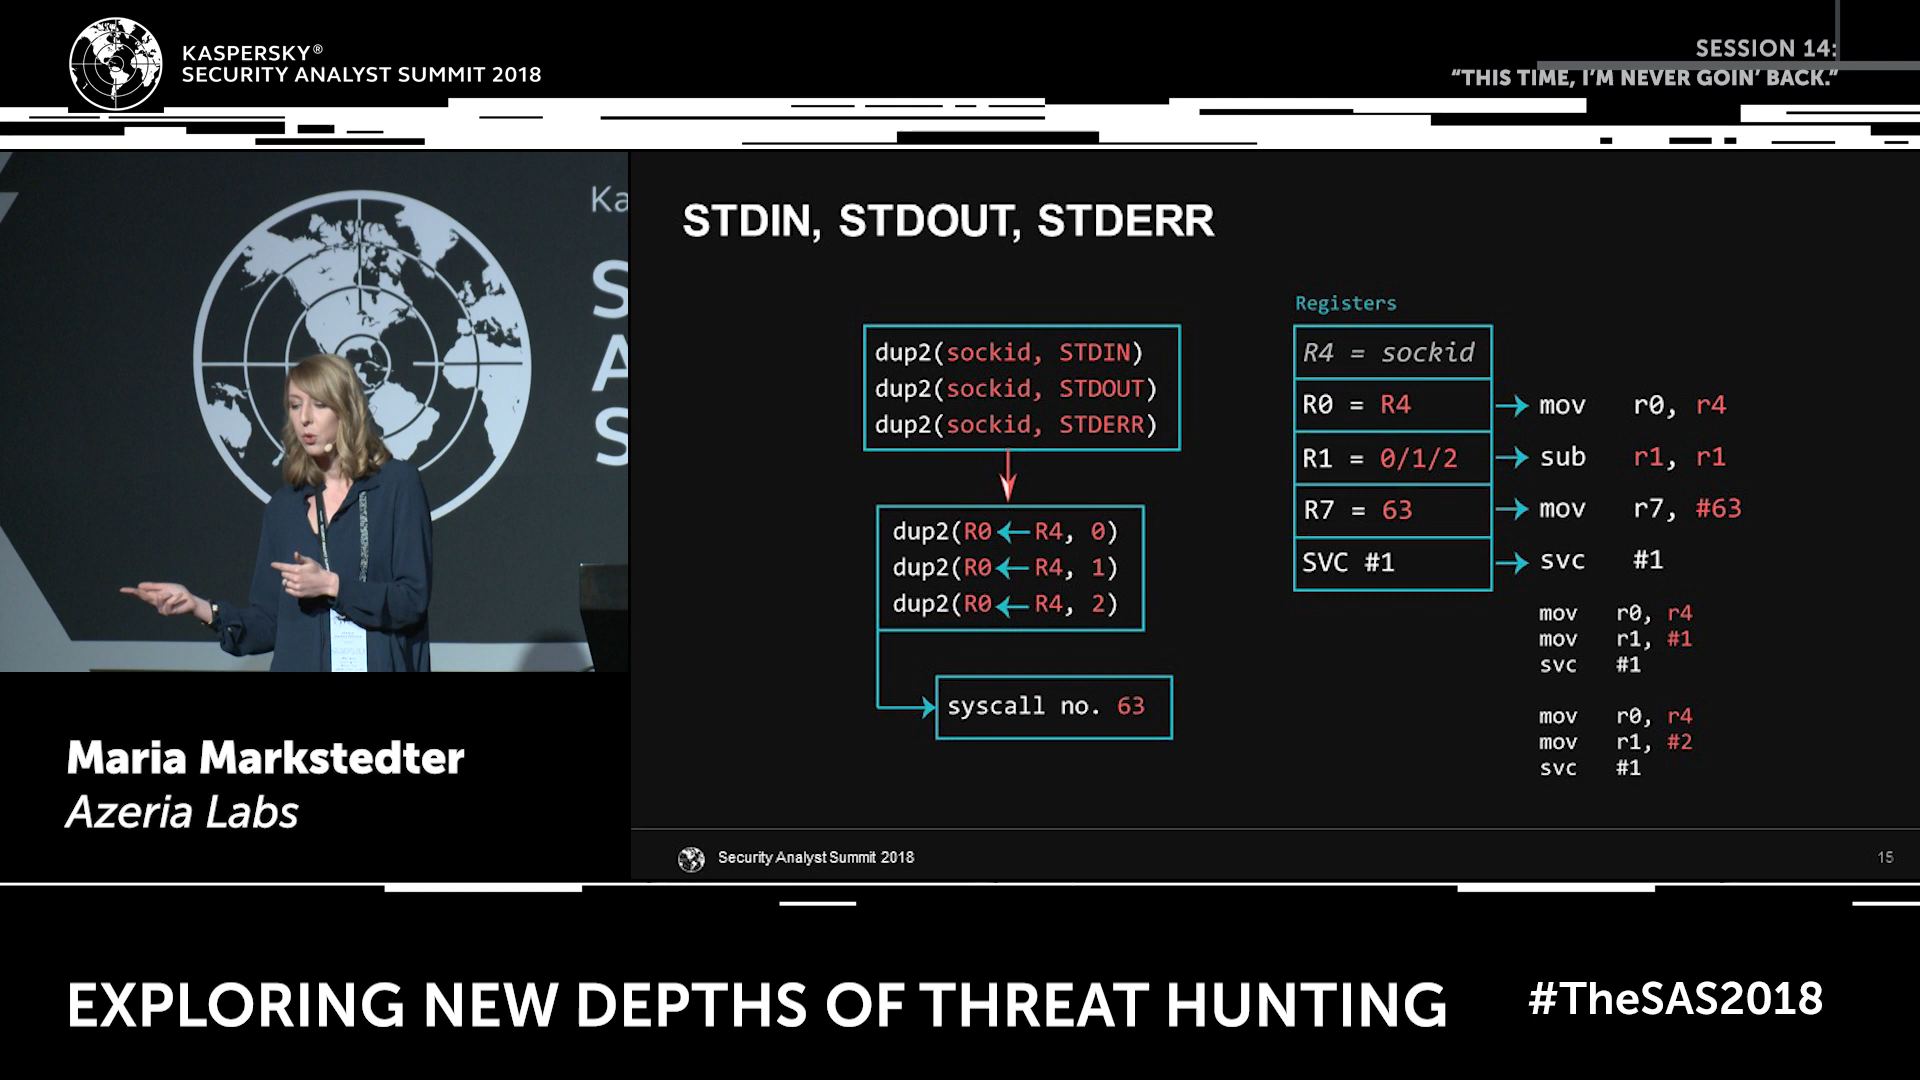 KASPERSKY®
SECURITY ANALYST SUMMIT 2018
SESSION 14:
“THIS TIME, I’M NEVER GOIN’ BACK.”
Ka
S
A
S
STDIN, STDOUT, STDERR
dup2(sockid, STDIN)
dup2(sockid, STDOUT)
dup2(sockid, STDERR)
dup2(R0←R4, 0)
dup2(R0←R4, 1)
dup2(R0←R4, 2)
syscall no. 63
Registers
R4 = sockid
R0 = R4 → mov r0, r4
R1 = 0/1/2 → sub r1, r1
R7 = 63 → mov r7, #63
SVC #1 → svc #1
mov r0, r4
mov r1, #1
svc #1
mov r0, r4
mov r1, #2
svc #1
Security Analyst Summit 2018
15
Maria Markstedter
Azeria Labs
EXPLORING NEW DEPTHS OF THREAT HUNTING
#TheSAS2018